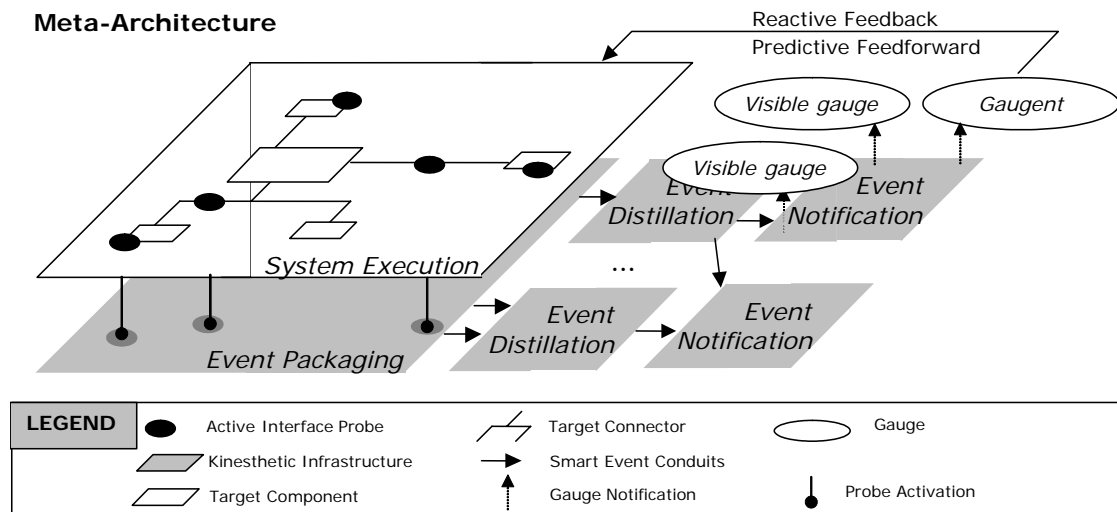 Meta-Architecture
Reactive Feedback
Predictive Feedforward
Visible gauge
Gaugent
Visible gauge
Event
Distillation
Event
Notification
System Execution
...
Event
Distillation
Event
Notification
Event Packaging
LEGEND
Active Interface Probe
Target Connector
Gauge
Kinesthetic Infrastructure
Smart Event Conduits
Target Component
Gauge Notification
Probe Activation